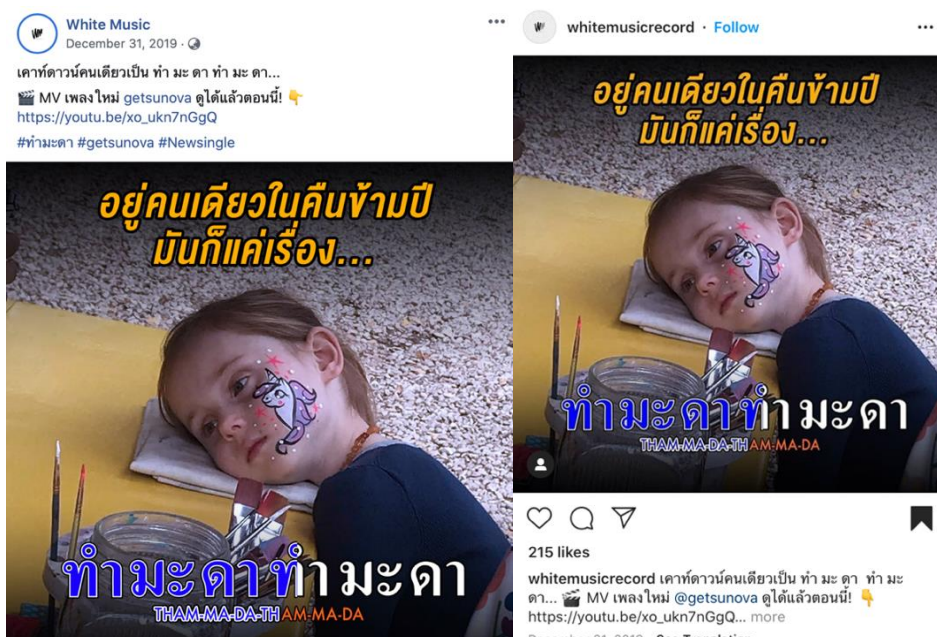 White Music
December 31, 2019
เคาท์ดาวน์คนเดียวเป็น ทำ มะ ดา ทำ มะ ดา...
🎬 MV เพลงใหม่ getsunova ดูได้แล้วตอนนี้! 👇
https://youtu.be/xo_ukn7nGgQ
#ทำมะดา #getsunova #Newsingle
อยู่คนเดียวในคืนข้ามปี
มันก็แค่เรื่อง...
ทำมะดาทำมะดา
THAM-MA-DA-THAM-MA-DA
whitemusicrecord · Follow
อยู่คนเดียวในคืนข้ามปี
มันก็แค่เรื่อง...
ทำมะดาทำมะดา
THAM-MA-DA-THAM-MA-DA
215 likes
whitemusicrecord เคาท์ดาวน์คนเดียวเป็น ทำ มะ ดา ทำ มะ
ดา... 🎬 MV เพลงใหม่ @getsunova ดูได้แล้วตอนนี้! 👇
https://youtu.be/xo_ukn7nGgQ... more